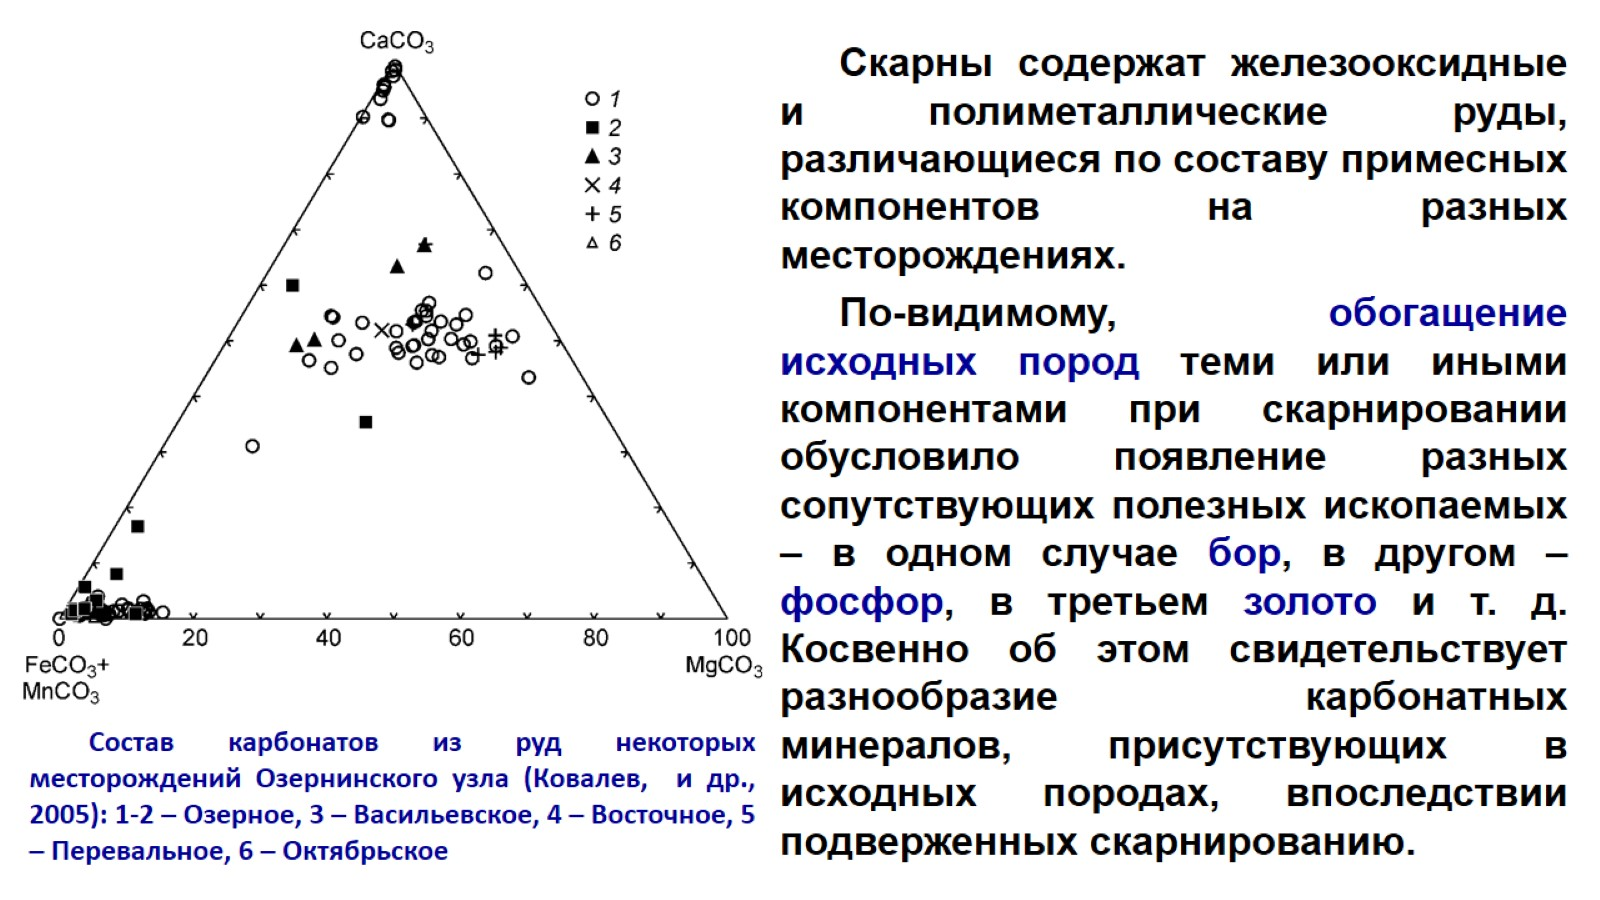 CaCO₃
1
2
3
4
5
6
0 20 40 60 80 100
FeCO₃+ MgCO₃
MnCO₃
Состав карбонатов из руд некоторых
месторождений Озернинского узла (Ковалев, и др.,
2005): 1-2 – Озерное, 3 – Васильевское, 4 – Восточное, 5
– Перевальное, 6 – Октябрьское
Скарны содержат железооксидные
и полиметаллические руды,
различающиеся по составу примесных
компонентов на разных
месторождениях.
По-видимому, обогащение
исходных пород теми или иными
компонентами при скарнировании
обусловило появление разных
сопутствующих полезных ископаемых
– в одном случае бор, в другом –
фосфор, в третьем золото и т. д.
Косвенно об этом свидетельствует
разнообразие карбонатных
минералов, присутствующих в
исходных породах, впоследствии
подверженных скарнированию.